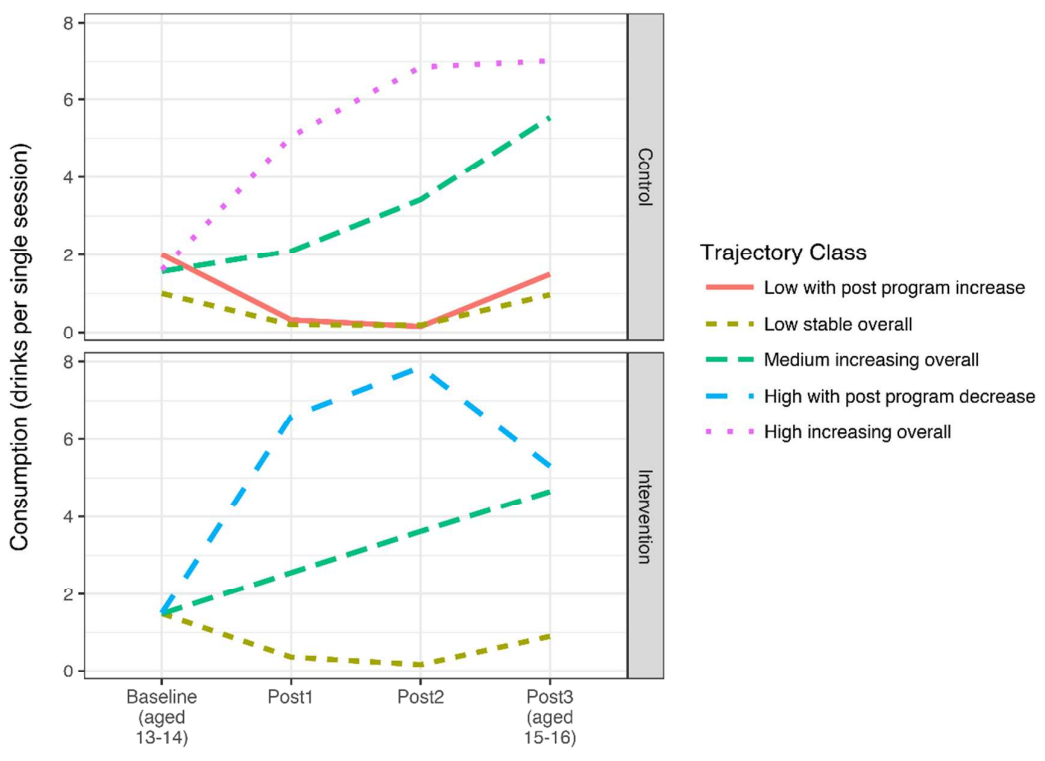 Consumption (drinks per single session)
8
6
4
2
0
Control
8
6
4
2
0
Intervention
Baseline
(aged
13-14)
Post1
Post2
Post3
(aged
15-16)
Trajectory Class
Low with post program increase
Low stable overall
Medium increasing overall
High with post program decrease
High increasing overall